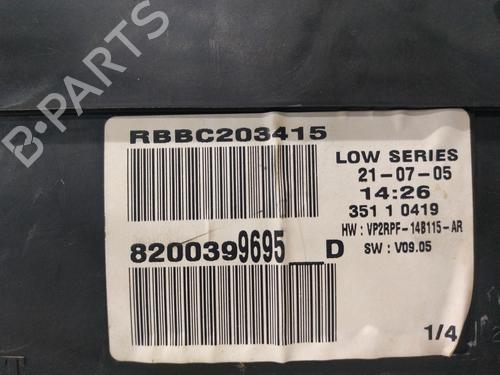 B-PARTS
RBBC203415
LOW SERIES
21-07-05
14:26
351 1 0419
HW : VP2RPF-14B115-AR
SW : V09.05
8200399695__D
1/4